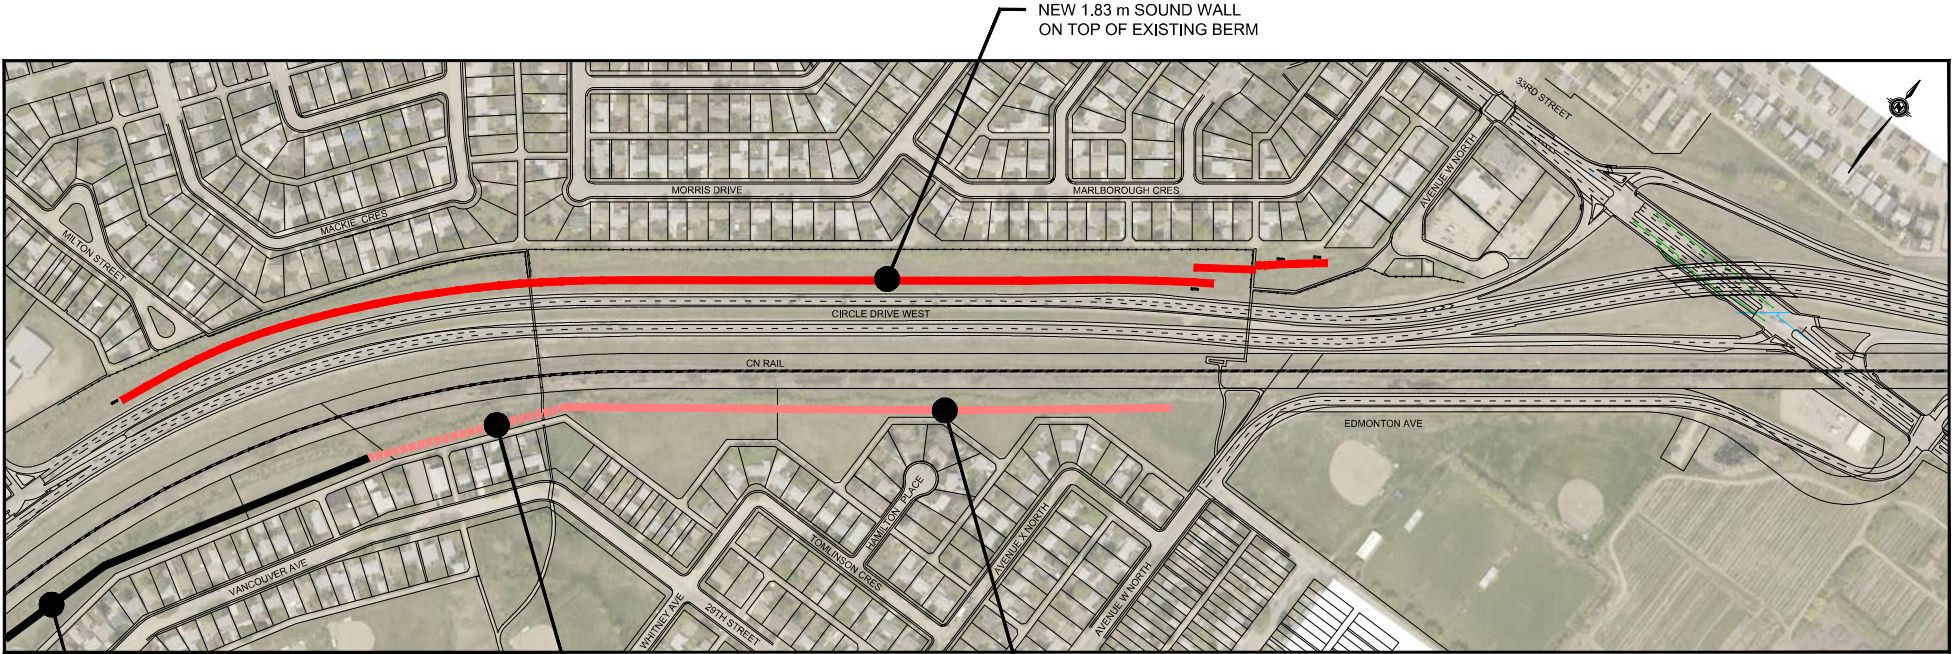 NEW 1.83 m SOUND WALL
ON TOP OF EXISTING BERM
33RD STREET
AVENUE W NORTH
MORRIS DRIVE
MARLBOROUGH CRES
MACKIE CRES
MILTON STREET
CIRCLE DRIVE WEST
CN RAIL
EDMONTON AVE
HAMILTON PLACE
AVENUE X NORTH
TOMLINSON CRES
VANCOUVER AVE
AVENUE W NORTH
29TH STREET
WHITNEY AVE
N